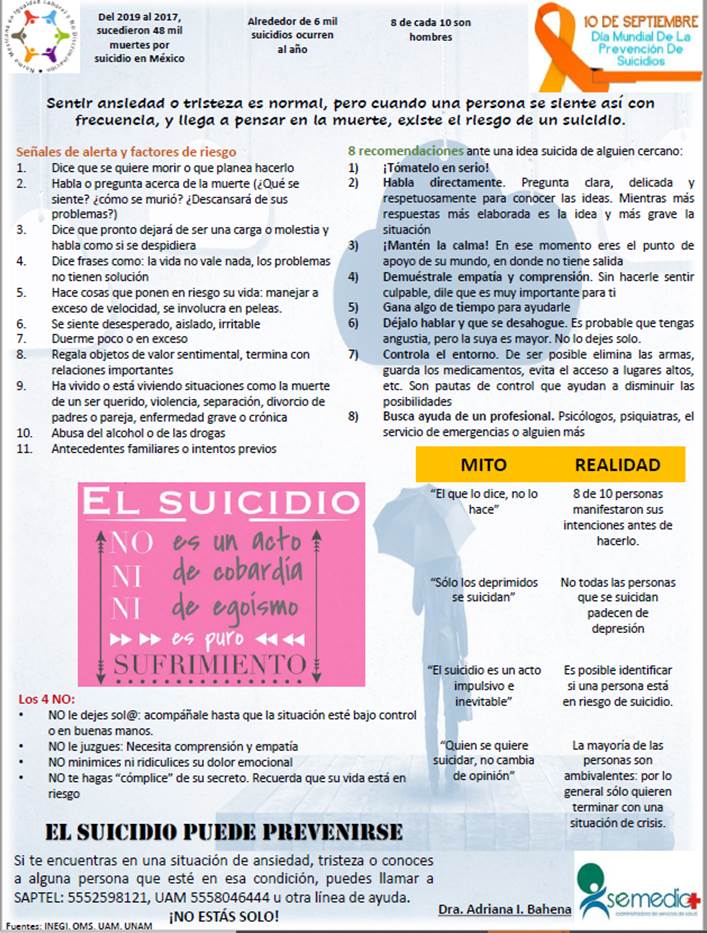 Norma Mexicana en Igualdad Laboral y No Discriminación
Del 2019 al 2017,
sucedieron 48 mil
muertes por
suicidio en México
Alrededor de 6 mil
suicidios ocurren
al año
8 de cada 10 son
hombres
10 DE SEPTIEMBRE
Día Mundial De La
Prevención De
Suicidios
Sentir ansiedad o tristeza es normal, pero cuando una persona se siente así con
frecuencia, y llega a pensar en la muerte, existe el riesgo de un suicidio.
Señales de alerta y factores de riesgo
1. Dice que se quiere morir o que planea hacerlo
2. Habla o pregunta acerca de la muerte (¿Qué se
siente? ¿cómo se murió? ¿Descansará de sus
problemas?)
3. Dice que pronto dejará de ser una carga o molestia y
habla como si se despidiera
4. Dice frases como: la vida no vale nada, los problemas
no tienen solución
5. Hace cosas que ponen en riesgo su vida: manejar a
exceso de velocidad, se involucra en peleas.
6. Se siente desesperado, aislado, irritable
7. Duerme poco o en exceso
8. Regala objetos de valor sentimental, termina con
relaciones importantes
9. Ha vivido o está viviendo situaciones como la muerte
de un ser querido, violencia, separación, divorcio de
padres o pareja, enfermedad grave o crónica
10. Abusa del alcohol o de las drogas
11. Antecedentes familiares o intentos previos
8 recomendaciones ante una idea suicida de alguien cercano:
1) ¡Tómatelo en serio!
2) Habla directamente. Pregunta clara, delicada y
respetuosamente para conocer las ideas. Mientras más
respuestas más elaborada es la idea y más grave la
situación
3) ¡Mantén la calma! En ese momento eres el punto de
apoyo de su mundo, en donde no tiene salida
4) Demuéstrale empatía y comprensión. Sin hacerle sentir
culpable, dile que es muy importante para ti
5) Gana algo de tiempo para ayudarle
6) Déjalo hablar y que se desahogue. Es probable que tengas
angustia, pero la suya es mayor. No lo dejes solo.
7) Controla el entorno. De ser posible elimina las armas,
guarda los medicamentos, evita el acceso a lugares altos,
etc. Son pautas de control que ayudan a disminuir las
posibilidades
8) Busca ayuda de un profesional. Psicólogos, psiquiatras, el
servicio de emergencias o alguien más
MITO REALIDAD
"El que lo dice, no lo
hace"
8 de 10 personas
manifestaron sus
intenciones antes de
hacerlo.
"Sólo los deprimidos
se suicidan"
No todas las personas
que se suicidan
padecen de
depresión
"El suicidio es un acto
impulsivo e
inevitable"
Es posible identificar
si una persona está
en riesgo de suicidio.
"Quien se quiere
suicidar, no cambia
de opinión"
La mayoría de las
personas son
ambivalentes: por lo
general sólo quieren
terminar con una
situación de crisis.
EL SUICIDIO
NO es un acto
NI de cobardía
NI de egoísmo
es puro
SUFRIMIENTO
Los 4 NO:
• NO le dejes sol@: acompáñale hasta que la situación esté bajo control
o en buenas manos.
• NO le juzgues: Necesita comprensión y empatía
• NO minimices ni ridiculices su dolor emocional
• NO te hagas "cómplice" de su secreto. Recuerda que su vida está en
riesgo
EL SUICIDIO PUEDE PREVENIRSE
Si te encuentras en una situación de ansiedad, tristeza o conoces
a alguna persona que esté en esa condición, puedes llamar a
SAPTEL: 5552598121, UAM 5558046444 u otra línea de ayuda.
¡NO ESTÁS SOLO!
Dra. Adriana I. Bahena
semedic
Fuentes: INEGI, OMS, UAM, UNAM